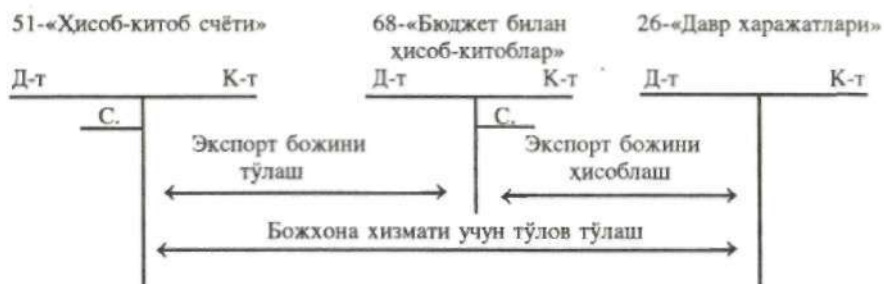 51-«Ҳисоб-китоб счёти» 68-«Бюджет билан ҳисоб-китоблар» 26-«Давр харажатлари»
Д-т К-т Д-т К-т Д-т К-т
С. С.
Экспорт божини тўлаш
Экспорт божини ҳисоблаш
Божхона хизмати учун тўлов тўлаш